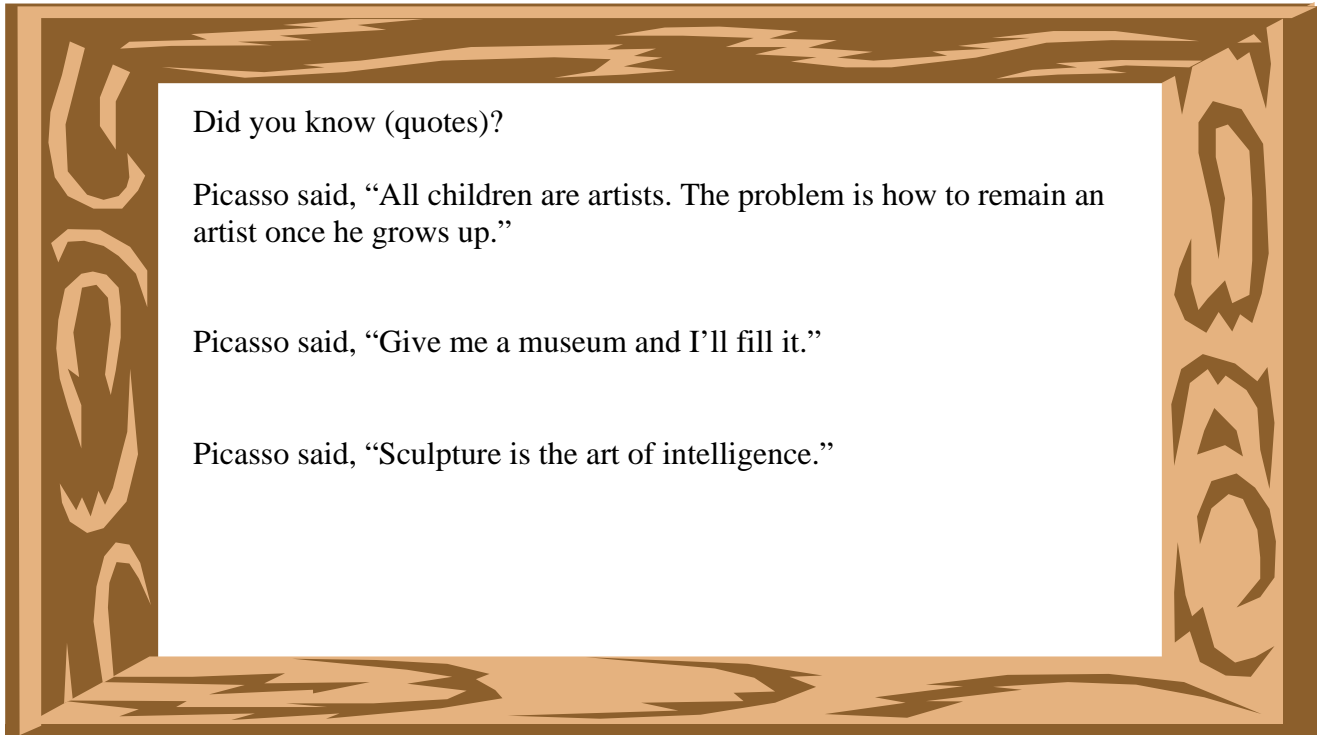 Did you know (quotes)?
Picasso said, “All children are artists. The problem is how to remain an
artist once he grows up.”
Picasso said, “Give me a museum and I’ll fill it.”
Picasso said, “Sculpture is the art of intelligence.”